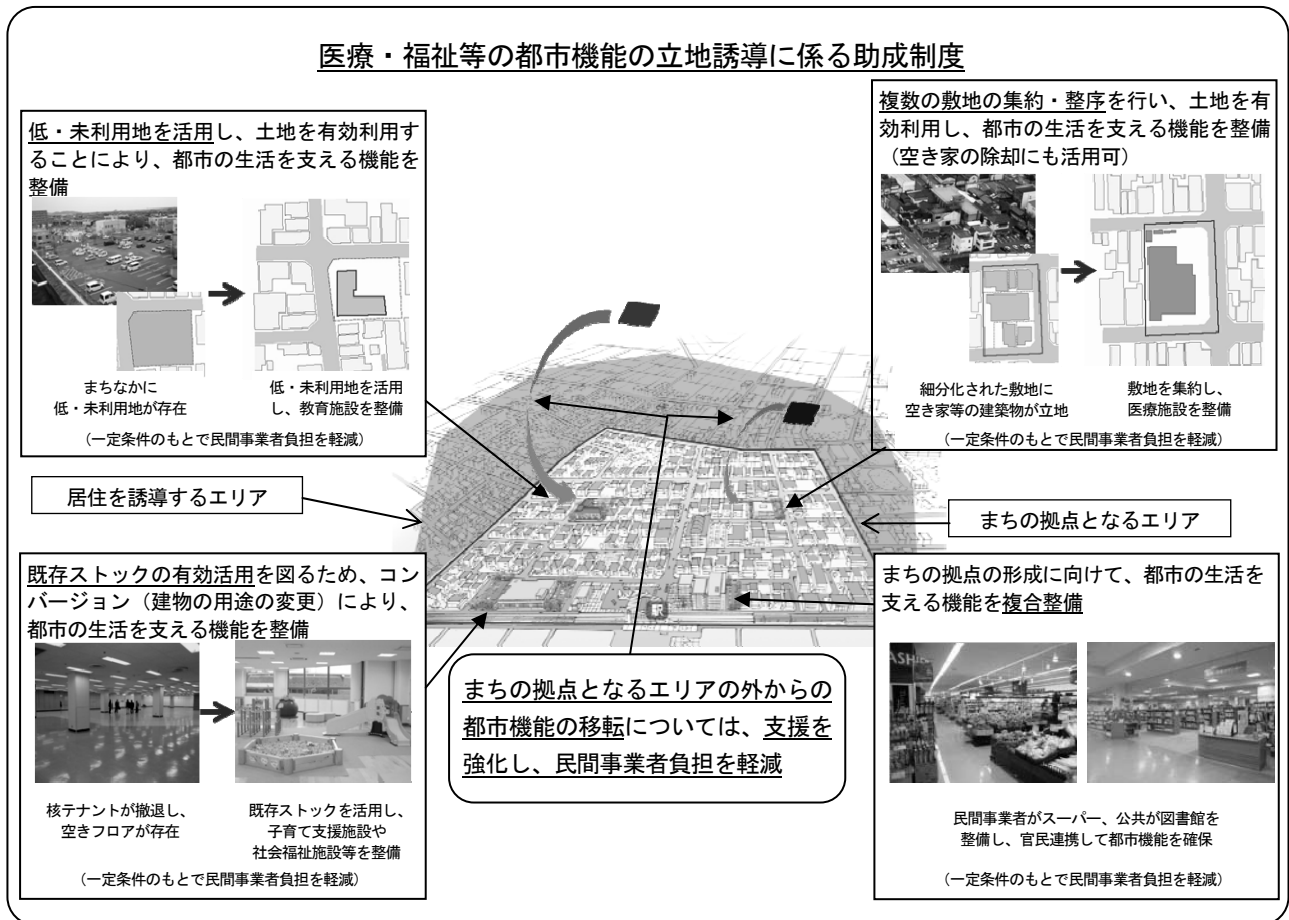 医療・福祉等の都市機能の立地誘導に係る助成制度
低・未利用地を活用し、土地を有効利用す
ることにより、都市の生活を支える機能を
整備
まちなかに
低・未利用地が存在
低・未利用地を活用
し、教育施設を整備
(一定条件のもとで民間事業者負担を軽減)
複数の敷地の集約・整序を行い、土地を有
効利用し、都市の生活を支える機能を整備
(空き家の除却にも活用可)
細分化された敷地に
空き家等の建築物が立地
敷地を集約し、
医療施設を整備
(一定条件のもとで民間事業者負担を軽減)
居住を誘導するエリア
まちの拠点となるエリア
駅
既存ストックの有効活用を図るため、コン
バージョン(建物の用途の変更)により、
都市の生活を支える機能を整備
核テナントが撤退し、
空きフロアが存在
既存ストックを活用し、
子育て支援施設や
社会福祉施設等を整備
(一定条件のもとで民間事業者負担を軽減)
まちの拠点となるエリアの外からの
都市機能の移転については、支援を
強化し、民間事業者負担を軽減
まちの拠点の形成に向けて、都市の生活を
支える機能を複合整備
民間事業者がスーパー、公共が図書館を
整備し、官民連携して都市機能を確保
(一定条件のもとで民間事業者負担を軽減)